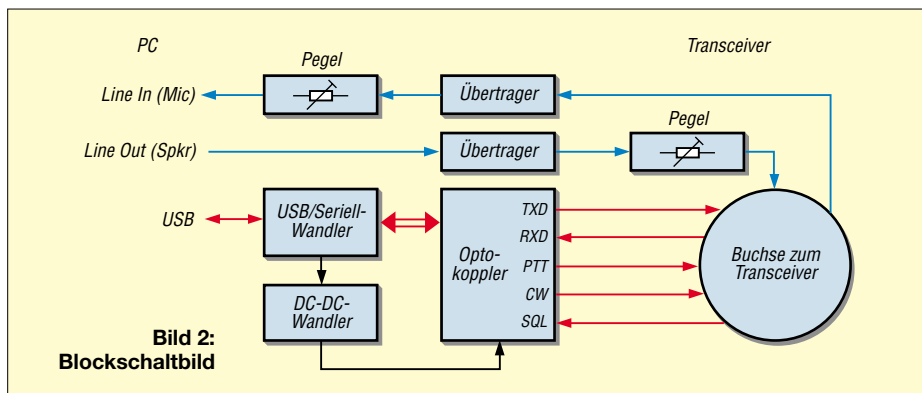 PC
Transceiver
Pegel
Line In (Mic)
Übertrager
Pegel
Line Out (Spkr)
Übertrager
USB
USB/Seriell-
Wandler
Opto-
koppler
TXD
RXD
PTT
CW
SQL
Buchse zum
Transceiver
DC-DC-
Wandler
Bild 2:
Blockschaltbild